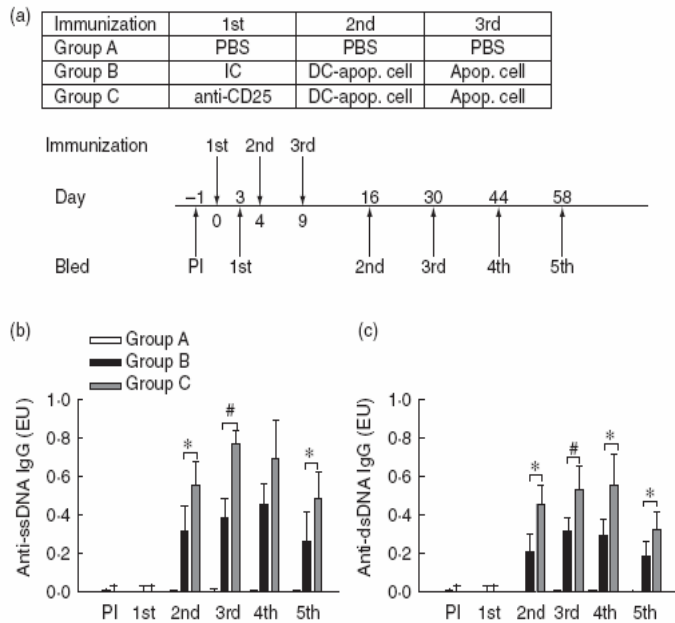 (a)
Immunization 1st 2nd 3rd
Group A PBS PBS PBS
Group B IC DC-apop. cell Apop. cell
Group C anti-CD25 DC-apop. cell Apop. cell
Immunization 1st 2nd 3rd
Day −1 3 16 30 44 58
0 4 9
Bled PI 1st 2nd 3rd 4th 5th
(b)
Group A
Group B
Group C
Anti-ssDNA IgG (EU)
1·0
0·8
0·6
0·4
0·2
0·0
* # *
PI 1st 2nd 3rd 4th 5th
(c)
Anti-dsDNA IgG (EU)
1·0
0·8
0·6
0·4
0·2
0·0
* # * *
PI 1st 2nd 3rd 4th 5th